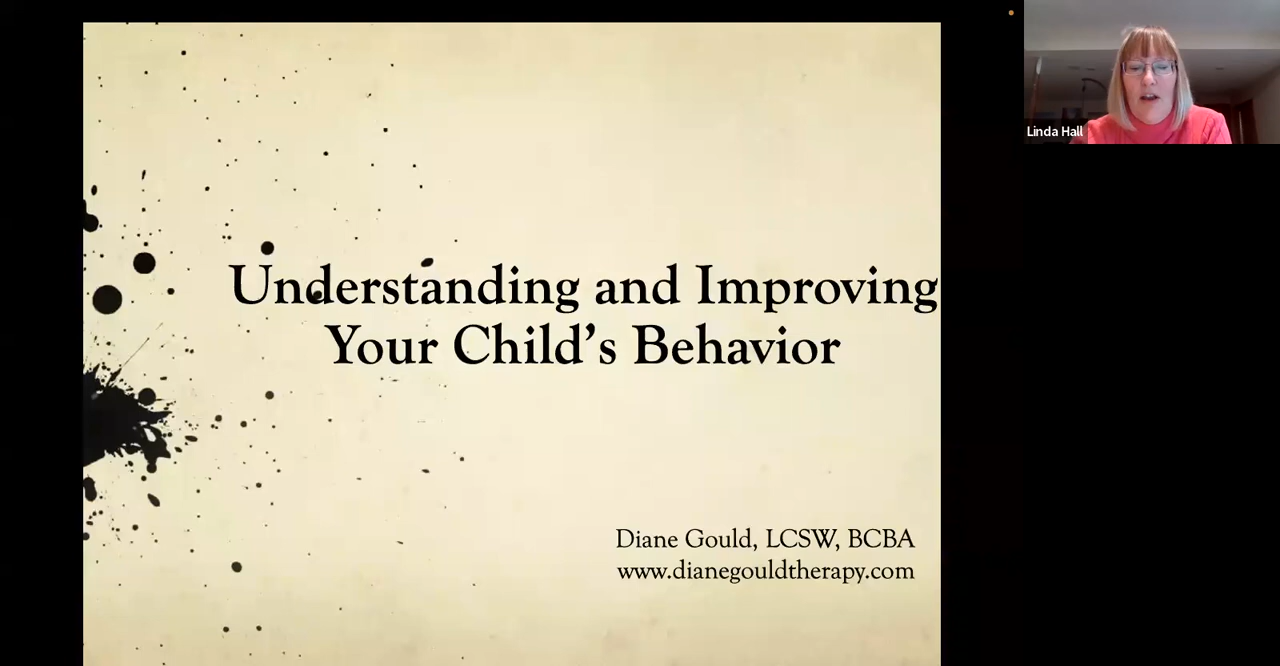 Understanding and Improving
Your Child’s Behavior
Diane Gould, LCSW, BCBA
www.dianegouldtherapy.com
Linda Hall